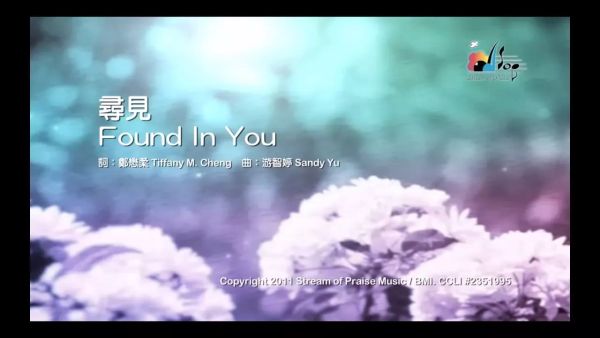 sop
尋見
Found In You
詞：鄭懋柔 Tiffany M. Cheng 曲：游智婷 Sandy Yu
Copyright 2011 Stream of Praise Music / BMI. CCLI #2351995